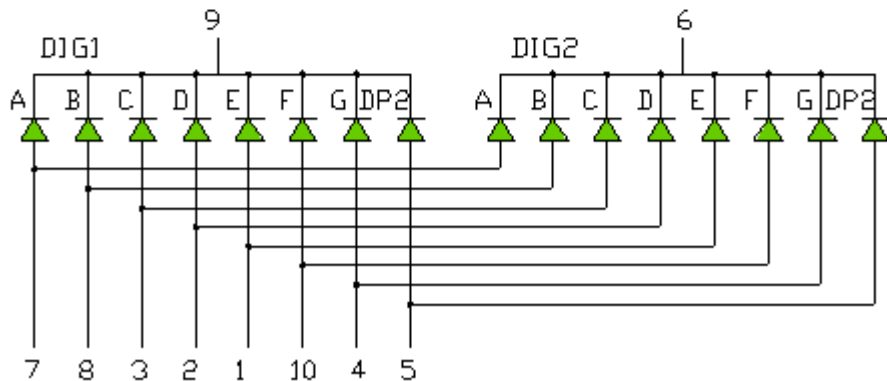 9 6
DIG1 DIG2
A B C D E F G DP2 A B C D E F G DP2
7 8 3 2 1 10 4 5